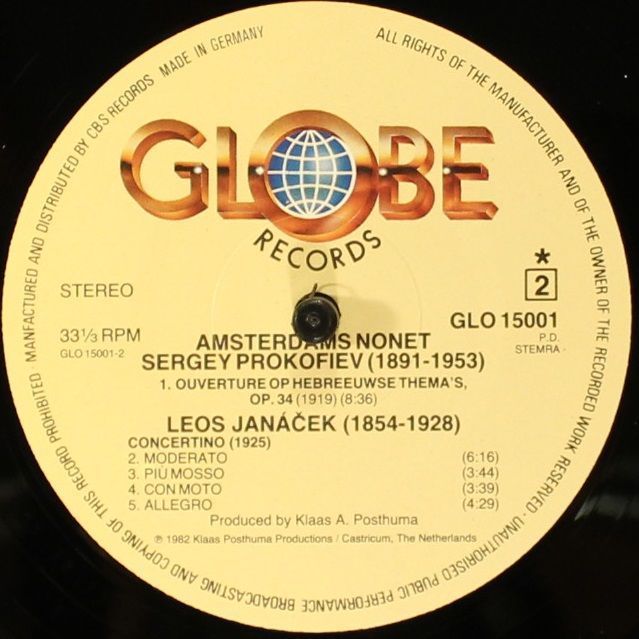 MADE IN GERMANY
ALL RIGHTS OF THE MANUFACTURER AND OF THE OWNER OF THE RECORDED WORK RESERVED · UNAUTHORISED PUBLIC PERFORMANCE BROADCASTING AND COPYING OF THIS RECORD PROHIBITED · MANFACTURED AND DISTRIBUTED BY CBS RECORDS
GLOBE
RECORDS
STEREO
*
2
33 1/3 RPM
GLO 15001
GLO 15001-2
P.D.
STEMRA -
AMSTERDAMS NONET
SERGEY PROKOFIEV (1891-1953)
1. OUVERTURE OP HEBREEUWSE THEMA'S,
OP. 34 (1919) (8:36)
LEOS JANÁČEK (1854-1928)
CONCERTINO (1925)
2. MODERATO (6:16)
3. PIÙ MOSSO (3:44)
4. CON MOTO (3:39)
5. ALLEGRO (4:29)
Produced by Klaas A. Posthuma
℗ 1982 Klaas Posthuma Productions / Castricum, The Netherlands